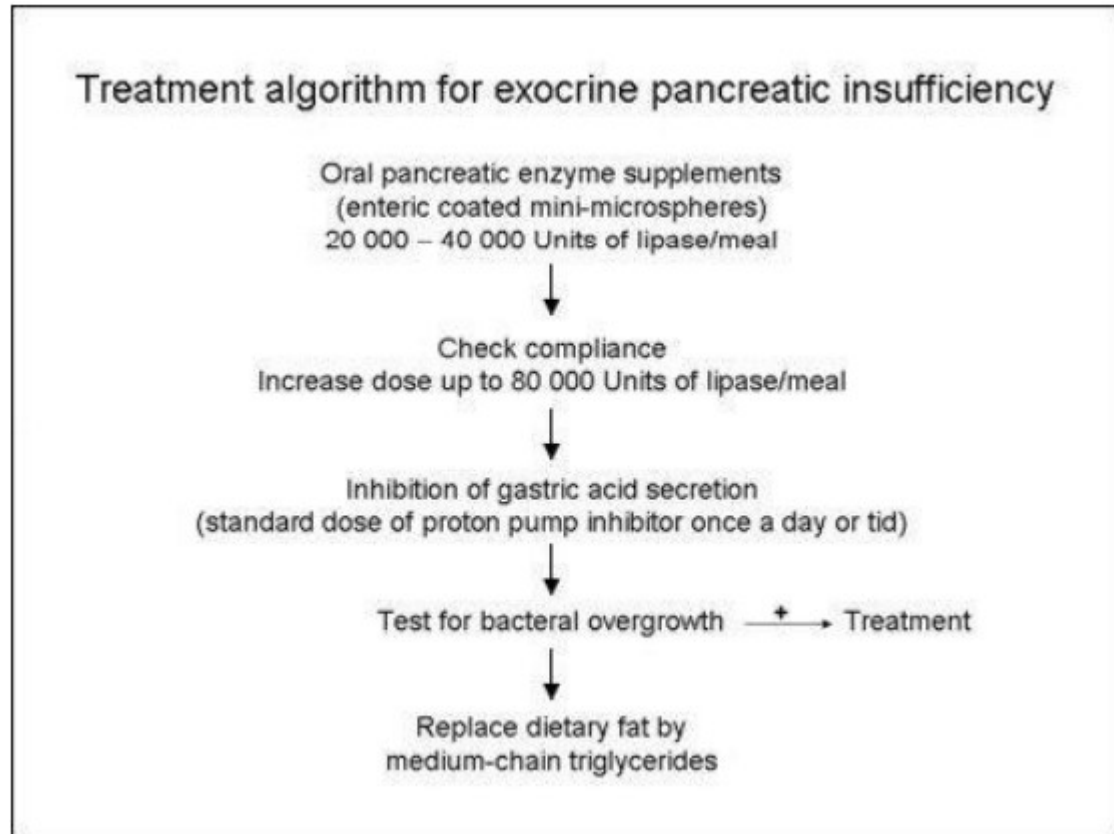 Treatment algorithm for exocrine pancreatic insufficiency
Oral pancreatic enzyme supplements
(enteric coated mini-microspheres)
20 000 – 40 000 Units of lipase/meal
Check compliance
Increase dose up to 80 000 Units of lipase/meal
Inhibition of gastric acid secretion
(standard dose of proton pump inhibitor once a day or tid)
Test for bacteral overgrowth + Treatment
Replace dietary fat by
medium-chain triglycerides